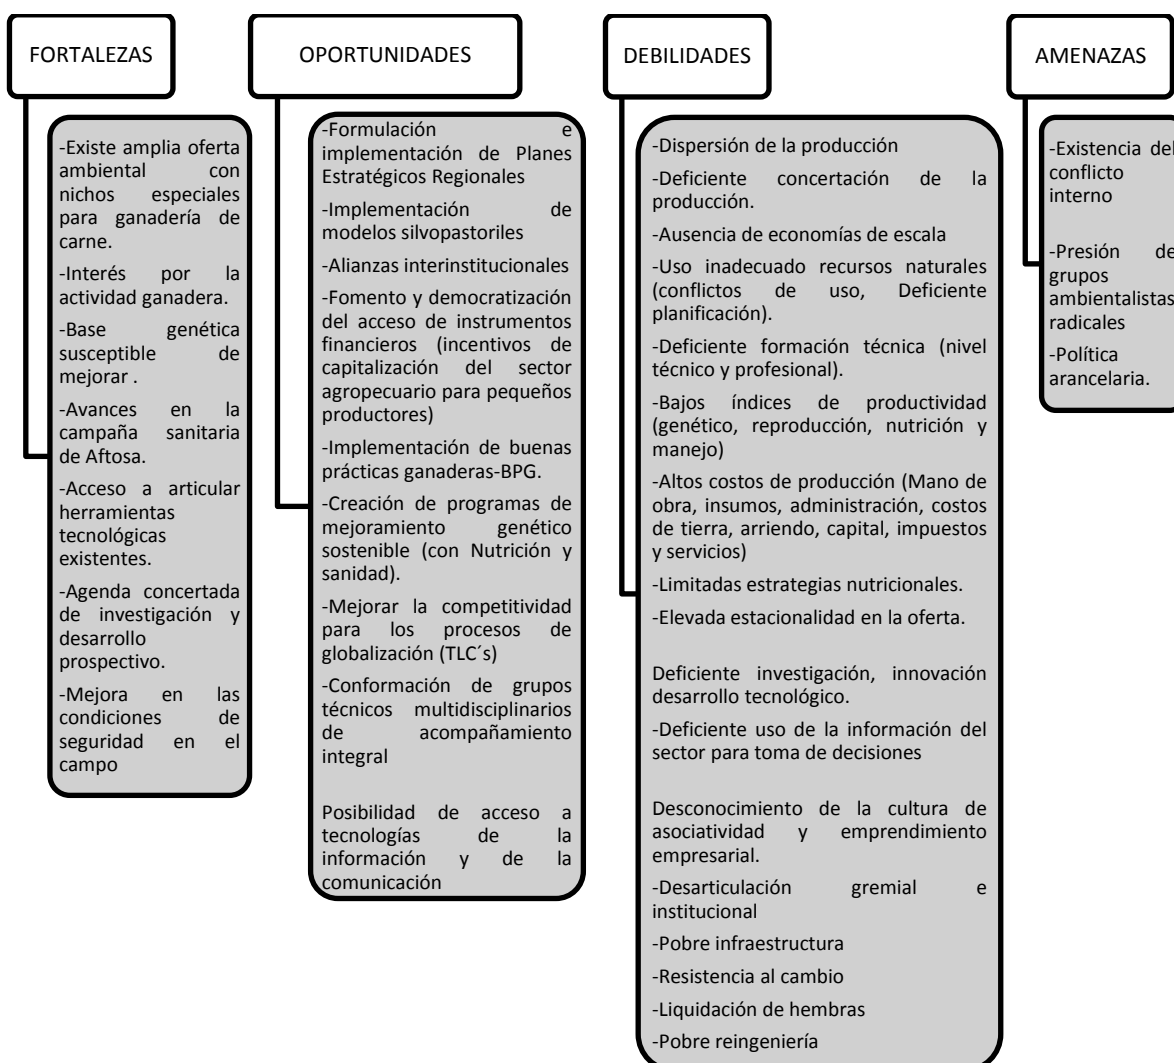 FORTALEZAS
-Existe amplia oferta
ambiental con
nichos especiales
para ganadería de
carne.
-Interés por la
actividad ganadera.
-Base genética
susceptible de
mejorar .
-Avances en la
campaña sanitaria
de Aftosa.
-Acceso a articular
herramientas
tecnológicas
existentes.
-Agenda concertada
de investigación y
desarrollo
prospectivo.
-Mejora en las
condiciones de
seguridad en el
campo
OPORTUNIDADES
-Formulación e
implementación de Planes
Estratégicos Regionales
-Implementación de
modelos silvopastoriles
-Alianzas interinstitucionales
-Fomento y democratización
del acceso de instrumentos
financieros (incentivos de
capitalización del sector
agropecuario para pequeños
productores)
-Implementación de buenas
prácticas ganaderas-BPG.
-Creación de programas de
mejoramiento genético
sostenible (con Nutrición y
sanidad).
-Mejorar la competitividad
para los procesos de
globalización (TLC´s)
-Conformación de grupos
técnicos multidisciplinarios
de acompañamiento
integral
Posibilidad de acceso a
tecnologías de la
información y de la
comunicación
DEBILIDADES
-Dispersión de la producción
-Deficiente concertación de la
producción.
-Ausencia de economías de escala
-Uso inadecuado recursos naturales
(conflictos de uso, Deficiente
planificación).
-Deficiente formación técnica (nivel
técnico y profesional).
-Bajos índices de productividad
(genético, reproducción, nutrición y
manejo)
-Altos costos de producción (Mano de
obra, insumos, administración, costos
de tierra, arriendo, capital, impuestos
y servicios)
-Limitadas estrategias nutricionales.
-Elevada estacionalidad en la oferta.
Deficiente investigación, innovación
desarrollo tecnológico.
-Deficiente uso de la información del
sector para toma de decisiones
Desconocimiento de la cultura de
asociatividad y emprendimiento
empresarial.
-Desarticulación gremial e
institucional
-Pobre infraestructura
-Resistencia al cambio
-Liquidación de hembras
-Pobre reingeniería
AMENAZAS
-Existencia del
conflicto
interno
-Presión de
grupos
ambientalistas
radicales
-Política
arancelaria.